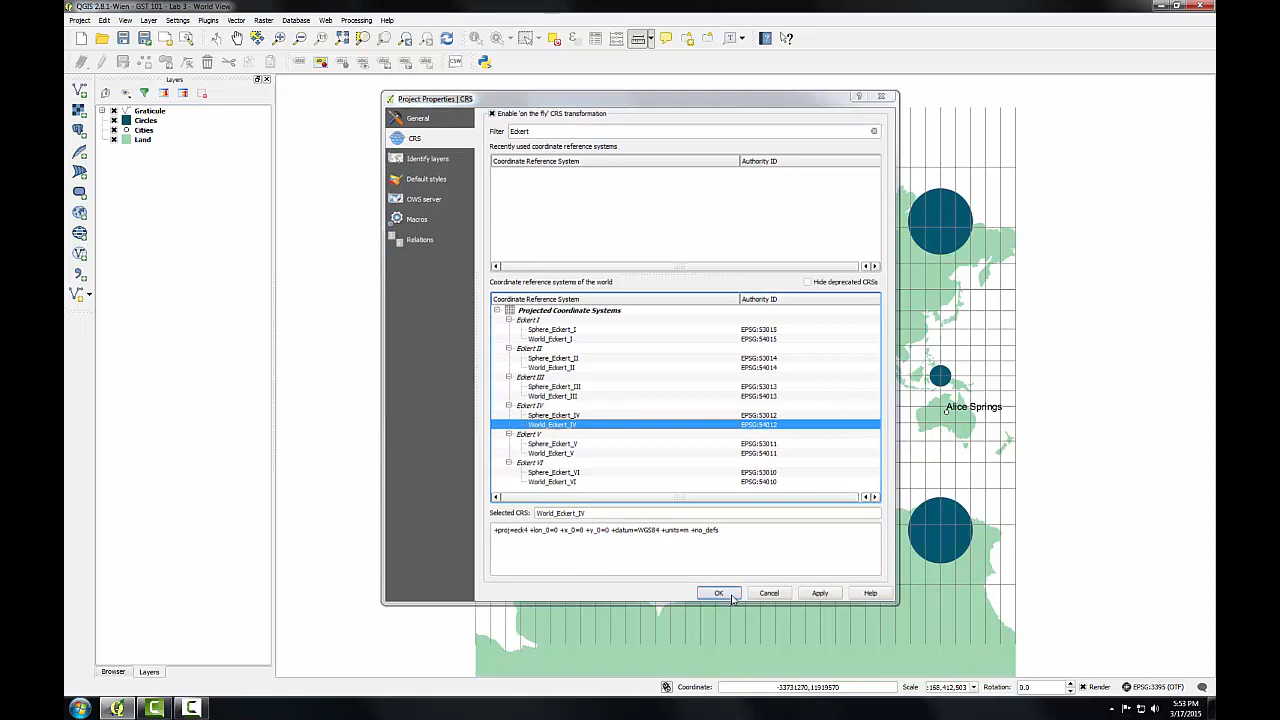 QGIS 2.8.1-Wien - GST 101 - Lab 3 - World View
Project Edit View Layer Settings Plugins Vector Raster Database Web Processing Help
Layers
Graticule
Circles
Cities
Land
Project Properties | CRS
General
CRS
Identify layers
Default styles
OWS server
Macros
Relations
Enable 'on the fly' CRS transformation
Filter Eckert
Recently used coordinate reference systems
Coordinate Reference System Authority ID
Coordinate reference systems of the world
Hide deprecated CRSs
Coordinate Reference System Authority ID
Projected Coordinate Systems
Eckert I
Sphere_Eckert_I EPSG:53015
World_Eckert_I EPSG:54015
Eckert II
Sphere_Eckert_II EPSG:53014
World_Eckert_II EPSG:54014
Eckert III
Sphere_Eckert_III EPSG:53013
World_Eckert_III EPSG:54013
Eckert IV
Sphere_Eckert_IV EPSG:53012
World_Eckert_IV EPSG:54012
Eckert V
Sphere_Eckert_V EPSG:53011
World_Eckert_V EPSG:54011
Eckert VI
Sphere_Eckert_VI EPSG:53010
World_Eckert_VI EPSG:54010
Selected CRS: World_Eckert_IV
+proj=eck4 +lon_0=0 +x_0=0 +y_0=0 +datum=WGS84 +units=m +no_defs
OK Cancel Apply Help
Alice Springs
Browser Layers
Coordinate: -33731270,11919570 Scale :168,412,503 Rotation: 0.0 Render EPSG:3395 (OTF)
5:53 PM
3/17/2015